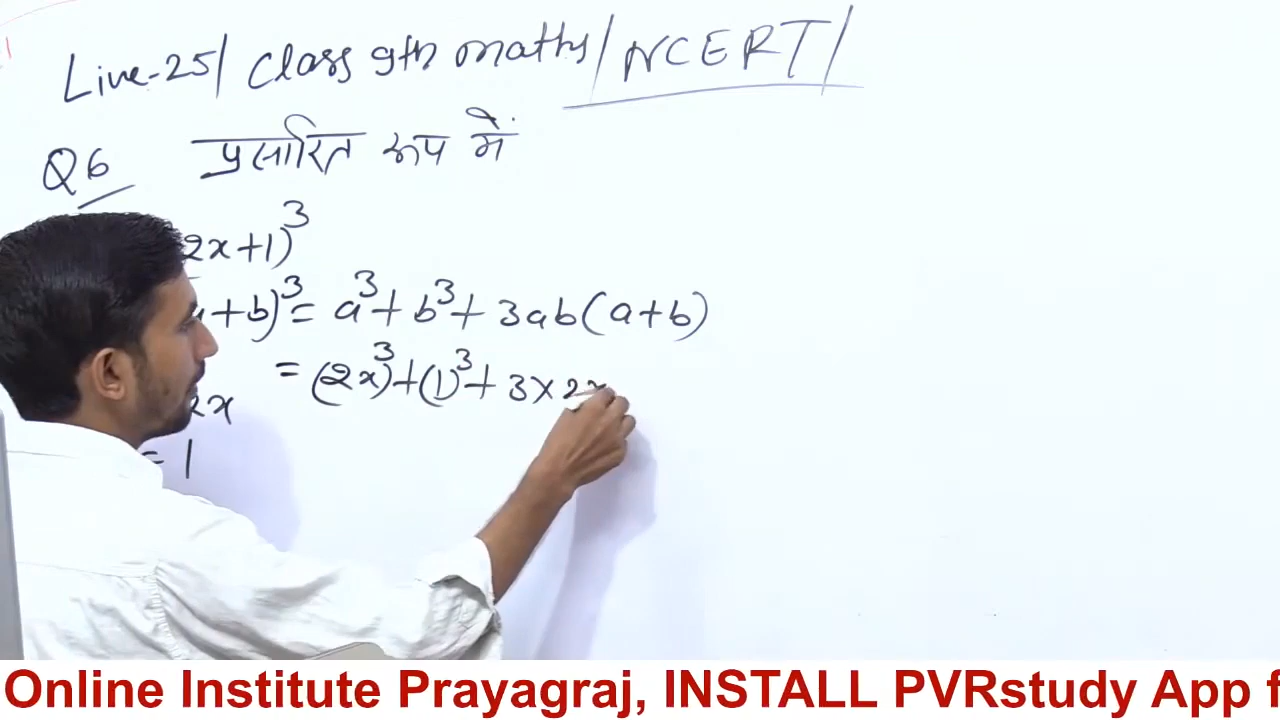 Live-25/ Class 9th maths/NCERT/
Q6 प्रसारित रूप में
2x+1)³
+b)³= a³+b³+3ab(a+b)
= (2x)³+(1)³+3×2x
2x
= 1
Online Institute Prayagraj, INSTALL PVRstudy App f